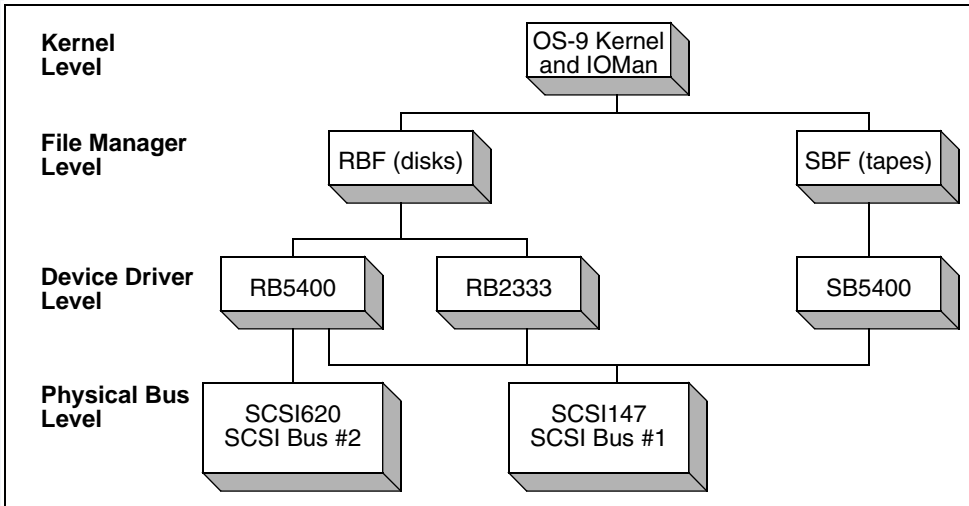 Kernel
Level
OS-9 Kernel
and IOMan
File Manager
Level
RBF (disks)
SBF (tapes)
Device Driver
Level
RB5400
RB2333
SB5400
Physical Bus
Level
SCSI620
SCSI Bus #2
SCSI147
SCSI Bus #1